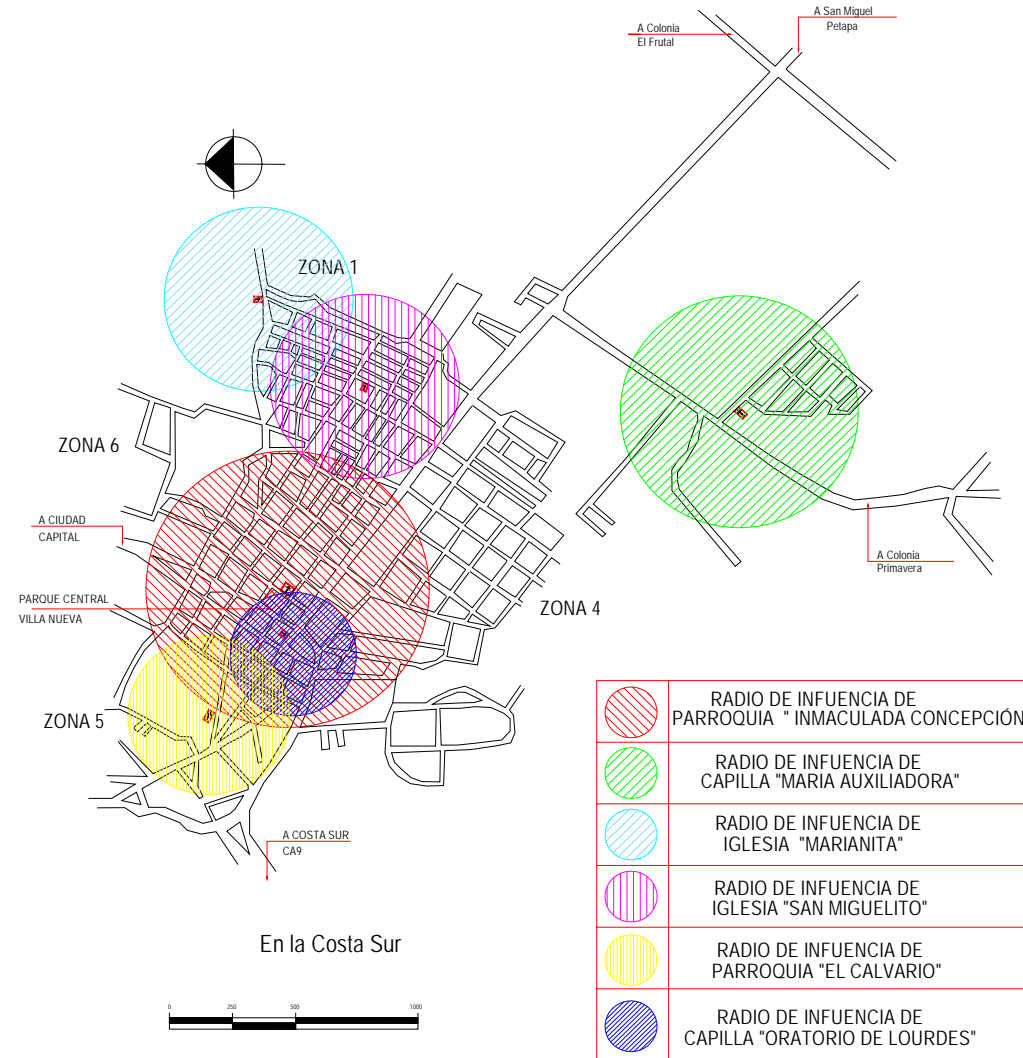 A San Miguel
Petapa
A Colonia
El Frutal
ZONA 1
ZONA 6
A CIUDAD
CAPITAL
PARQUE CENTRAL
VILLA NUEVA
ZONA 4
A Colonia
Primavera
ZONA 5
A COSTA SUR
CA9
En la Costa Sur
0 250 500 1000
RADIO DE INFUENCIA DE
PARROQUIA " INMACULADA CONCEPCIÓN
RADIO DE INFUENCIA DE
CAPILLA "MARIA AUXILIADORA"
RADIO DE INFUENCIA DE
IGLESIA "MARIANITA"
RADIO DE INFUENCIA DE
IGLESIA "SAN MIGUELITO"
RADIO DE INFUENCIA DE
PARROQUIA "EL CALVARIO"
RADIO DE INFUENCIA DE
CAPILLA "ORATORIO DE LOURDES"